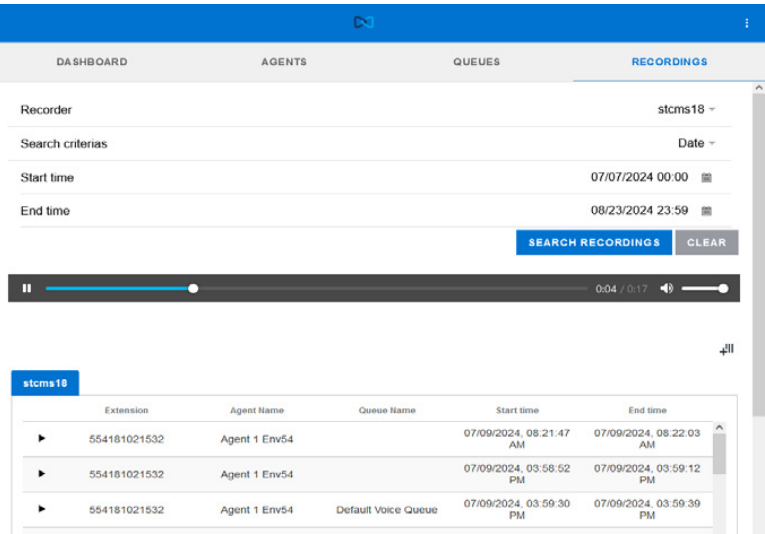 DASHBOARD AGENTS QUEUES RECORDINGS
Recorder stcms18
Search criterias Date
Start time 07/07/2024 00:00
End time 08/23/2024 23:59
SEARCH RECORDINGS CLEAR
0:04 / 0:17
stcms18
Extension Agent Name Queue Name Start time End time
554181021532 Agent 1 Env54 07/09/2024, 08:21:47 AM 07/09/2024, 08:22:03 AM
554181021532 Agent 1 Env54 07/09/2024, 03:58:52 PM 07/09/2024, 03:59:12 PM
554181021532 Agent 1 Env54 Default Voice Queue 07/09/2024, 03:59:30 PM 07/09/2024, 03:59:39 PM